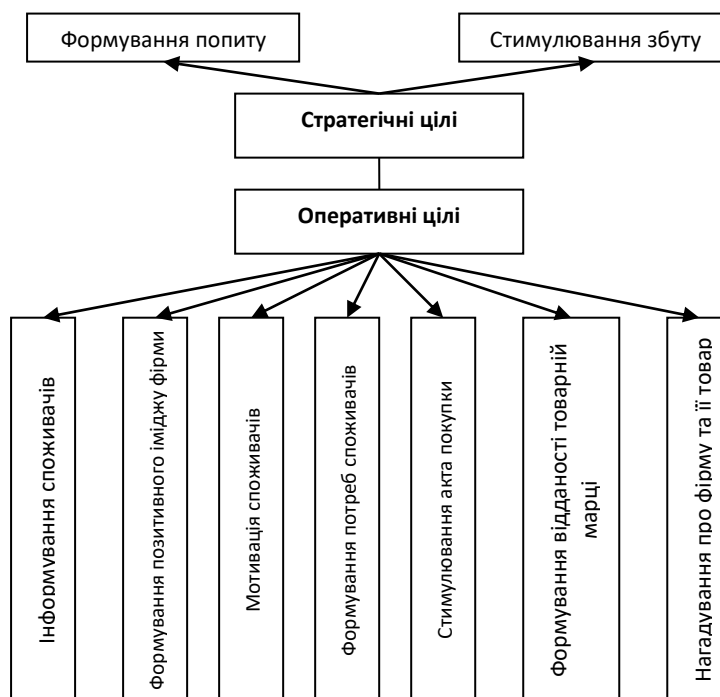 Формування попиту
Стимулювання збуту
Стратегічні цілі
Оперативні цілі
Інформування споживачів
Формування позитивного іміджу фірми
Мотивація споживачів
Формування потреб споживачів
Стимулювання акта покупки
Формування відданості товарній
марці
Нагадування про фірму та її товар